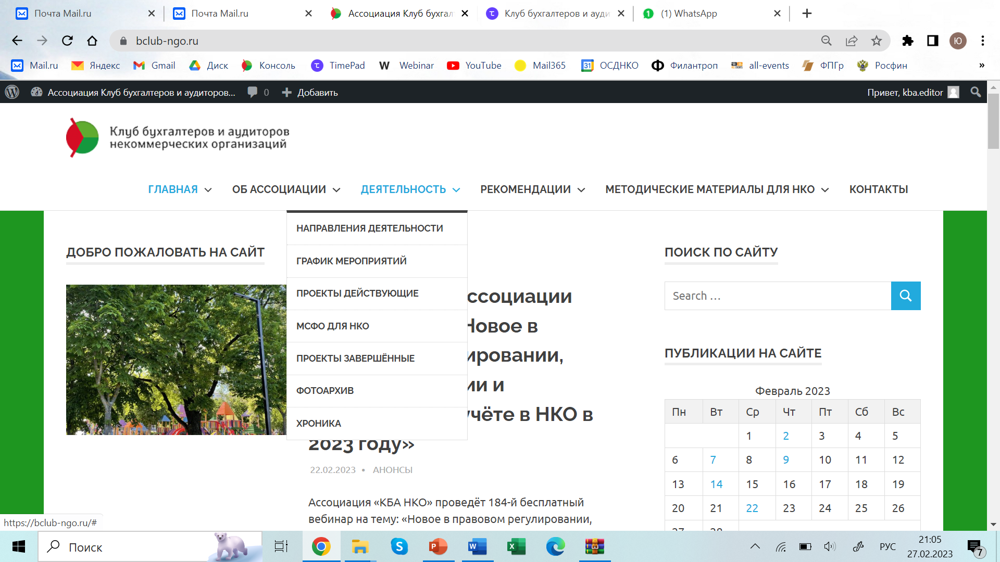 Почта Mail.ru
Почта Mail.ru
Ассоциация Клуб бухгал
Клуб бухгалтеров и ауди
(1) WhatsApp
bclub-ngo.ru
Ю
Mail.ru
Яндекс
Gmail
Диск
Консоль
TimePad
W Webinar
YouTube
Mail365
31 ОСДНКО
Филантроп
all-events
ФПГр
Росфин
»
Ассоциация Клуб бухгалтеров и аудиторов...
0
Добавить
Привет, kba.editor
Клуб бухгалтеров и аудиторов
некоммерческих организаций
ГЛАВНАЯ
ОБ АССОЦИАЦИИ
ДЕЯТЕЛЬНОСТЬ
РЕКОМЕНДАЦИИ
МЕТОДИЧЕСКИЕ МАТЕРИАЛЫ ДЛЯ НКО
КОНТАКТЫ
НАПРАВЛЕНИЯ ДЕЯТЕЛЬНОСТИ
ГРАФИК МЕРОПРИЯТИЙ
ПРОЕКТЫ ДЕЙСТВУЮЩИЕ
МСФО ДЛЯ НКО
ПРОЕКТЫ ЗАВЕРШЁННЫЕ
ФОТОАРХИВ
ХРОНИКА
ДОБРО ПОЖАЛОВАТЬ НА САЙТ
ссоциации
Новое в
ировании,
ии и
учёте в НКО в
2023 году»
22.02.2023 • АНОНСЫ
Ассоциация «КБА НКО» проведёт 184-й бесплатный
вебинар на тему: «Новое в правовом регулировании,
ПОИСК ПО САЙТУ
Search …
ПУБЛИКАЦИИ НА САЙТЕ
Февраль 2023
Пн Вт Ср Чт Пт Сб Вс
1 2 3 4 5
6 7 8 9 10 11 12
13 14 15 16 17 18 19
20 21 22 23 24 25 26
27 28
https://bclub-ngo.ru/#
Поиск
РУС
21:05
27.02.2023
7